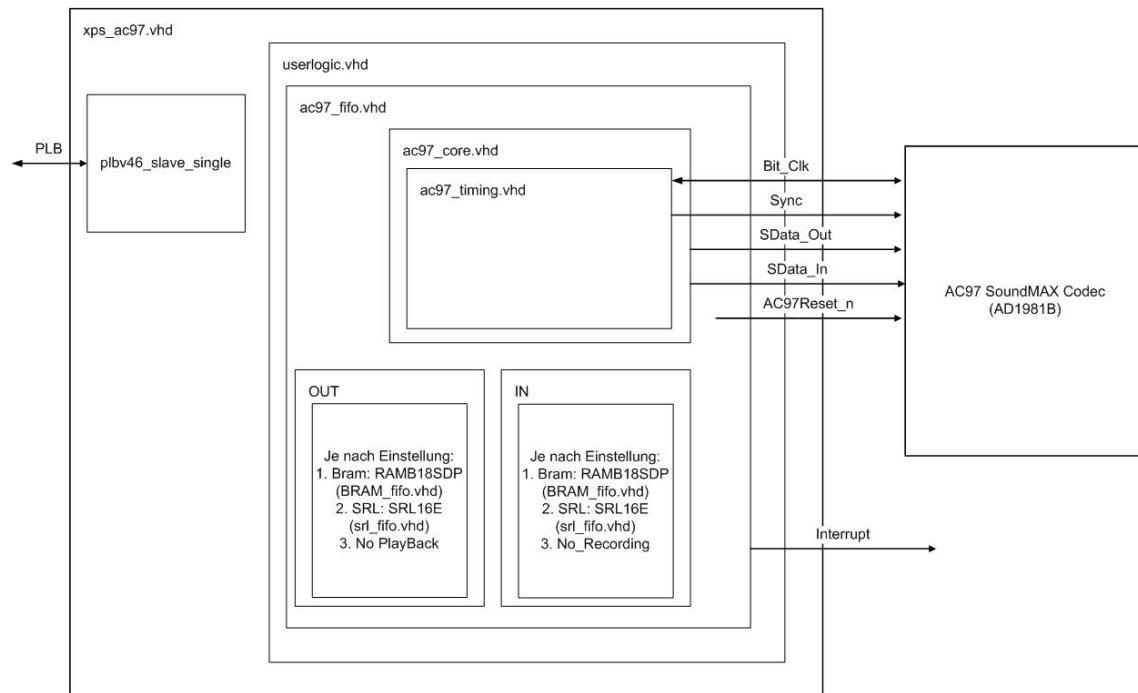 xps_ac97.vhd
userlogic.vhd
ac97_fifo.vhd
ac97_core.vhd
ac97_timing.vhd
PLB
plbv46_slave_single
Bit_Clk
Sync
SData_Out
SData_In
AC97Reset_n
AC97 SoundMAX Codec
(AD1981B)
OUT
Je nach Einstellung:
1. Bram: RAMB18SDP
(BRAM_fifo.vhd)
2. SRL: SRL16E
(srl_fifo.vhd)
3. No PlayBack
IN
Je nach Einstellung:
1. Bram: RAMB18SDP
(BRAM_fifo.vhd)
2. SRL: SRL16E
(srl_fifo.vhd)
3. No_Recording
Interrupt